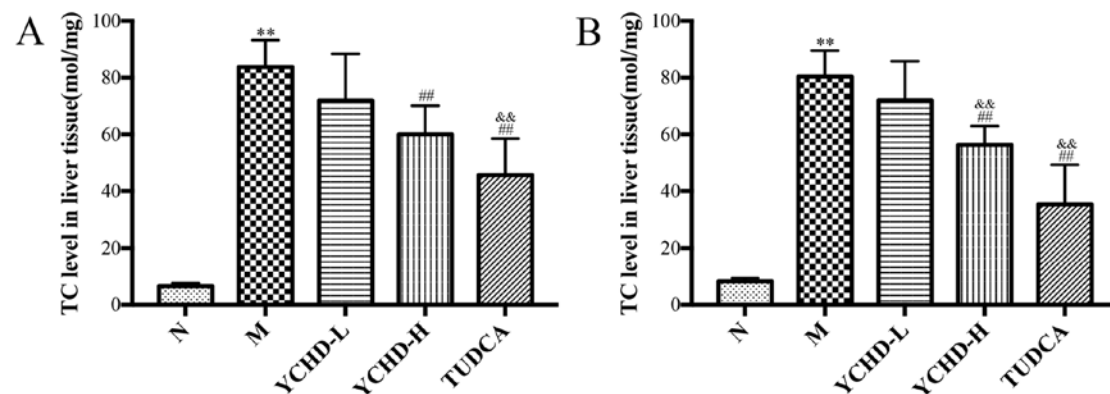 A
TC level in liver tissue(mol/mg)
100
80
60
40
20
0
**
##
&&
##
N
M
YCHD-L
YCHD-H
TUDCA
B
TC level in liver tissue(mol/mg)
100
80
60
40
20
0
**
&&
##
&&
##
N
M
YCHD-L
YCHD-H
TUDCA